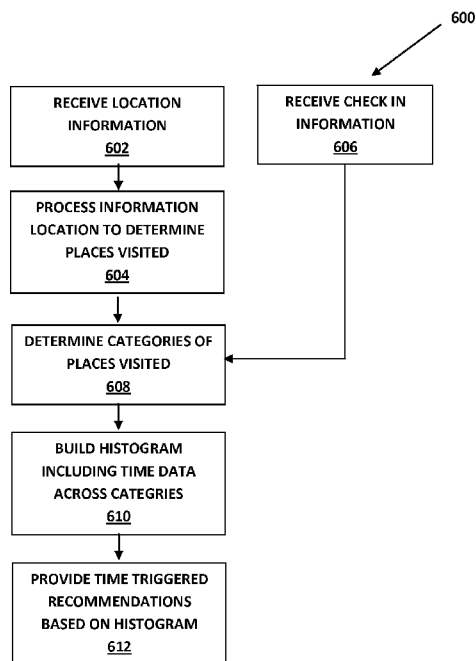 600
RECEIVE LOCATION
INFORMATION
602
RECEIVE CHECK IN
INFORMATION
606
PROCESS INFORMATION
LOCATION TO DETERMINE
PLACES VISITED
604
DETERMINE CATEGORIES OF
PLACES VISITED
608
BUILD HISTOGRAM
INCLUDING TIME DATA
ACROSS CATEGRIES
610
PROVIDE TIME TRIGGERED
RECOMMENDATIONS
BASED ON HISTOGRAM
612